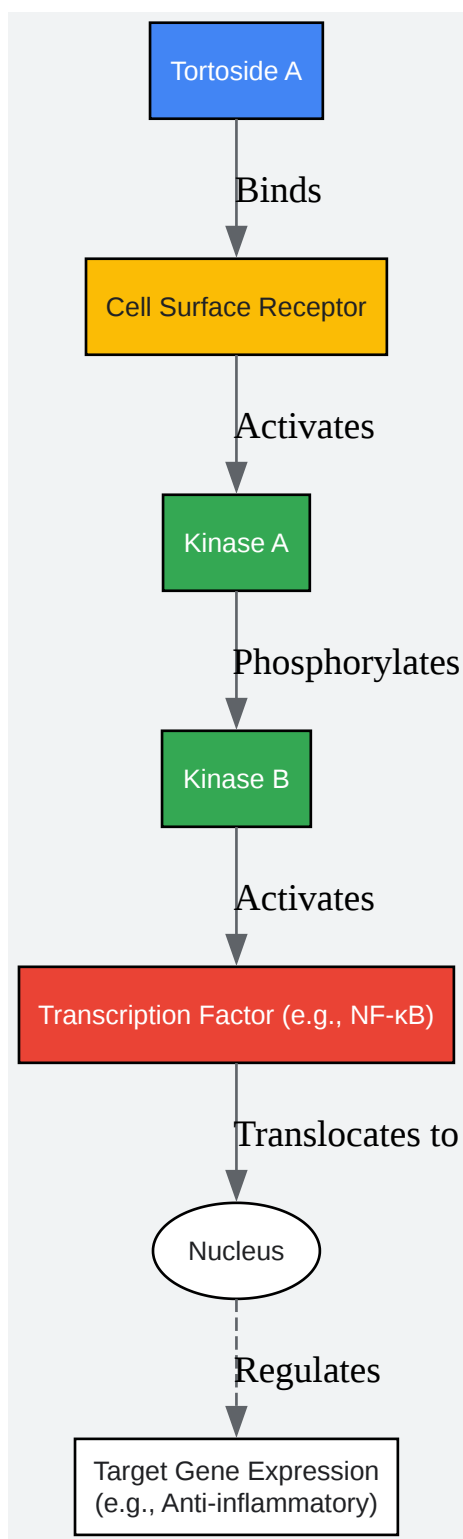 Tortoside A
Binds
Cell Surface Receptor
Activates
Kinase A
Phosphorylates
Kinase B
Activates
Transcription Factor (e.g., NF-κB)
Translocates to
Nucleus
Regulates
Target Gene Expression
(e.g., Anti-inflammatory)